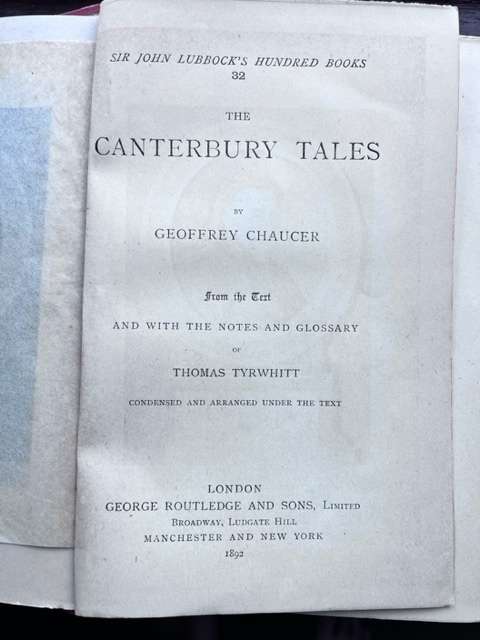 SIR JOHN LUBBOCK'S HUNDRED BOOKS
32
THE
CANTERBURY TALES
BY
GEOFFREY CHAUCER
From the Text
AND WITH THE NOTES AND GLOSSARY
OF
THOMAS TYRWHITT
CONDENSED AND ARRANGED UNDER THE TEXT
LONDON
GEORGE ROUTLEDGE AND SONS, LIMITED
BROADWAY, LUDGATE HILL
MANCHESTER AND NEW YORK
1892